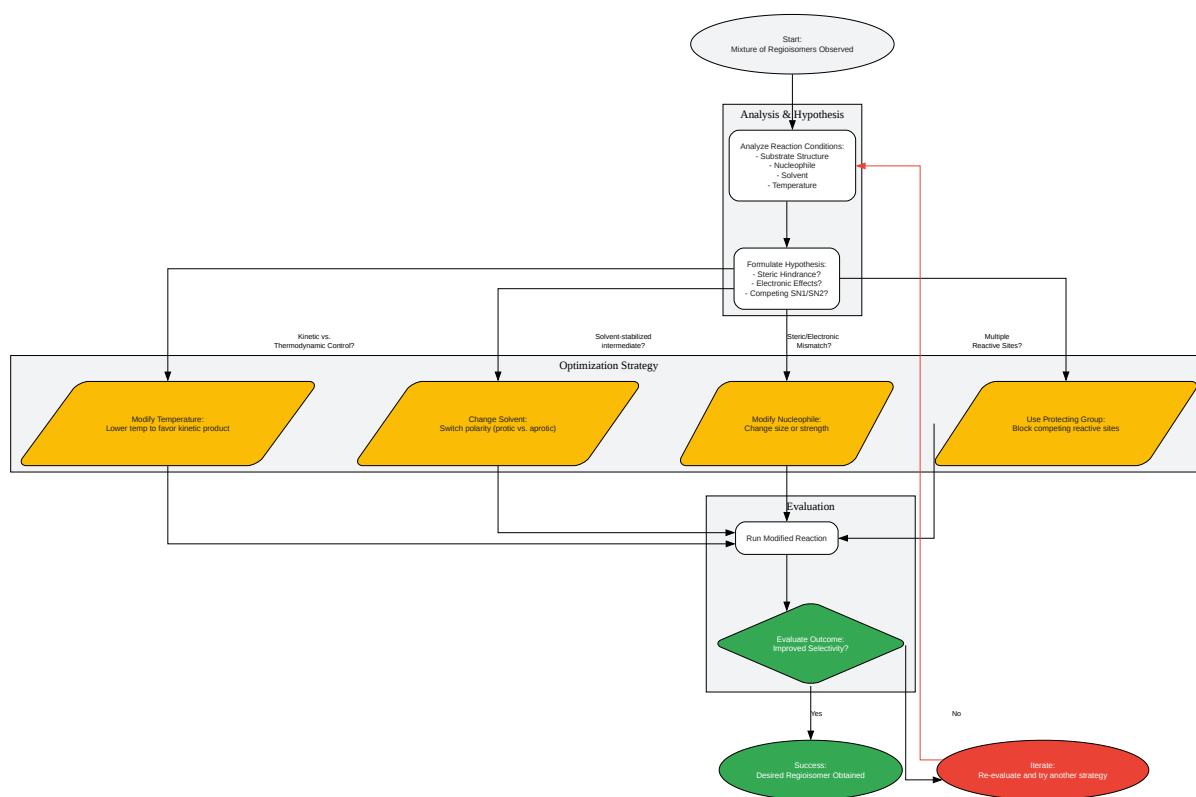 Start:
Mixture of Regioisomers Observed
Analysis & Hypothesis
Analyze Reaction Conditions:
- Substrate Structure
- Nucleophile
- Solvent
- Temperature
Formulate Hypothesis:
- Steric Hindrance?
- Electronic Effects?
- Competing SN1/SN2?
Kinetic vs.
Thermodynamic Control?
Solvent-stabilized
intermediate?
Steric/Electronic
Mismatch?
Multiple
Reactive Sites?
Optimization Strategy
Modify Temperature:
Lower temp to favor kinetic product
Change Solvent:
Switch polarity (protic vs. aprotic)
Modify Nucleophile:
Change size or strength
Use Protecting Group:
Block competing reactive sites
Evaluation
Run Modified Reaction
Evaluate Outcome:
Improved Selectivity?
Yes
No
Success:
Desired Regioisomer Obtained
Iterate:
Re-evaluate and try another strategy